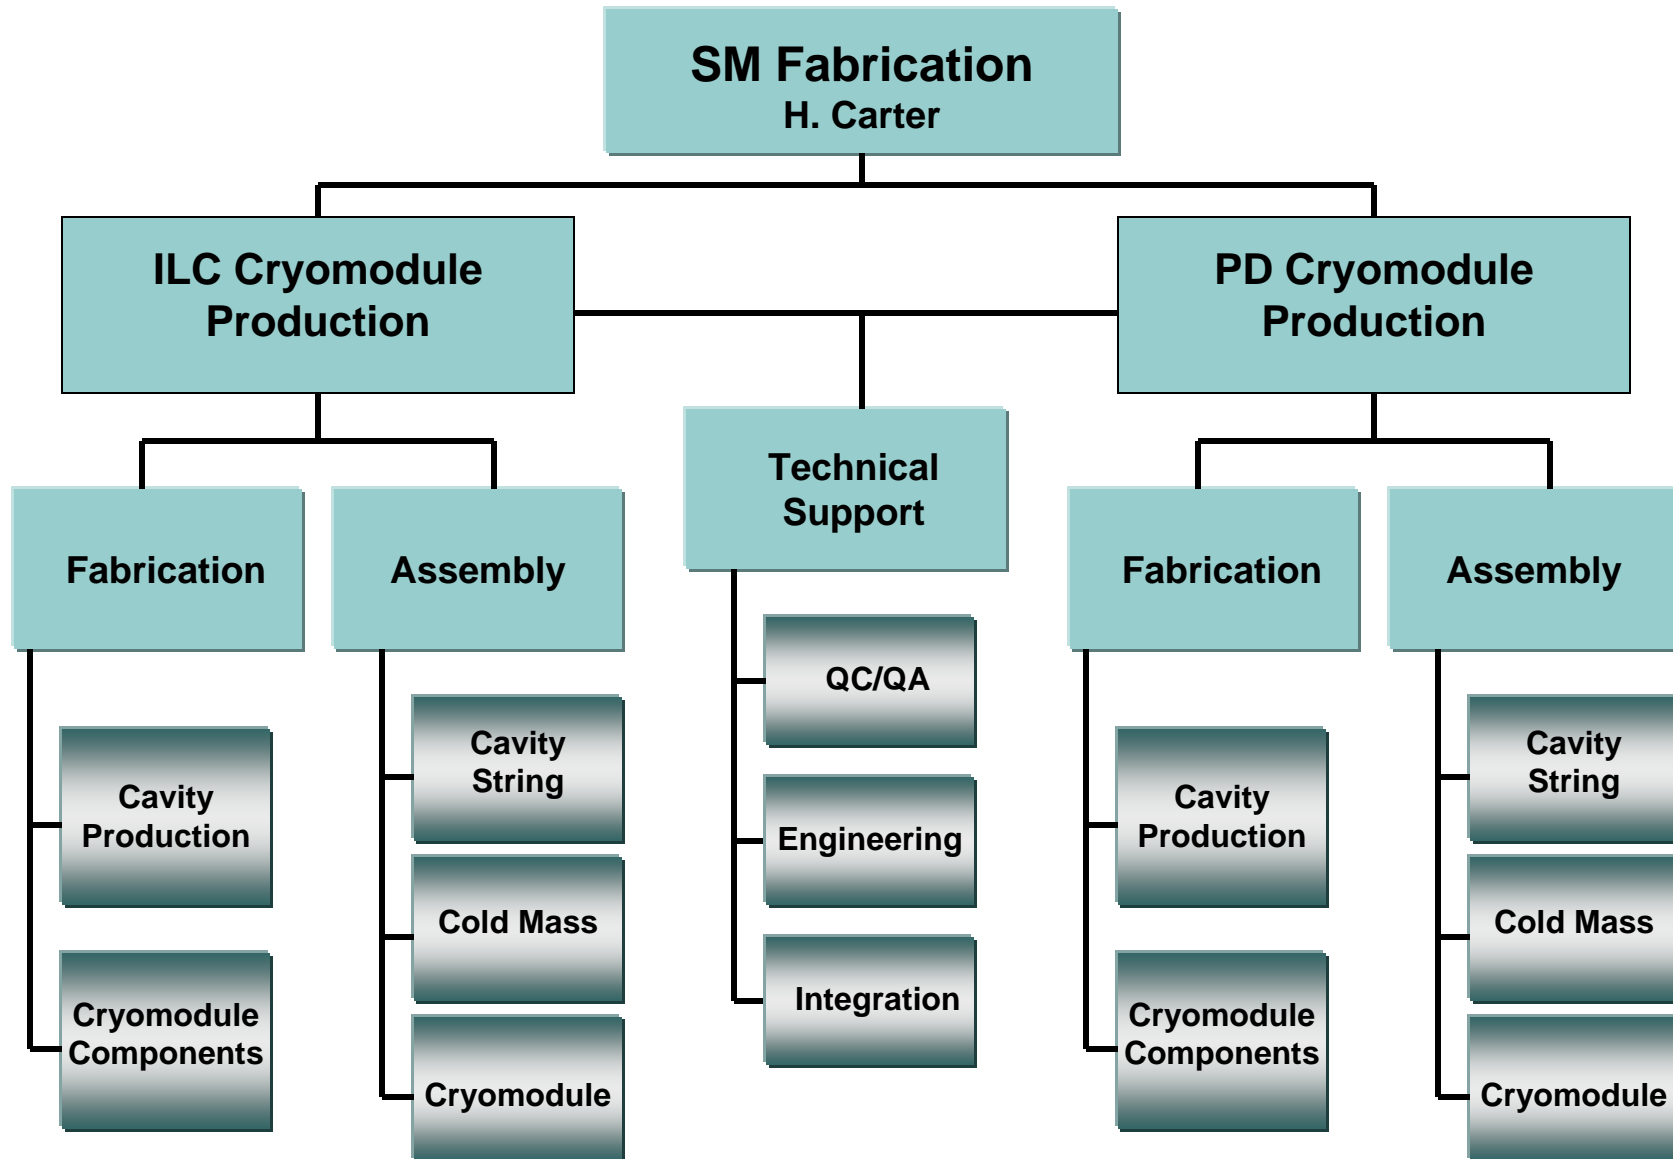 SM Fabrication
H. Carter
ILC Cryomodule
Production
PD Cryomodule
Production
Technical
Support
Fabrication
Assembly
Fabrication
Assembly
QC/QA
Engineering
Integration
Cavity
Production
Cryomodule
Components
Cavity
String
Cold Mass
Cryomodule
Cavity
Production
Cryomodule
Components
Cavity
String
Cold Mass
Cryomodule